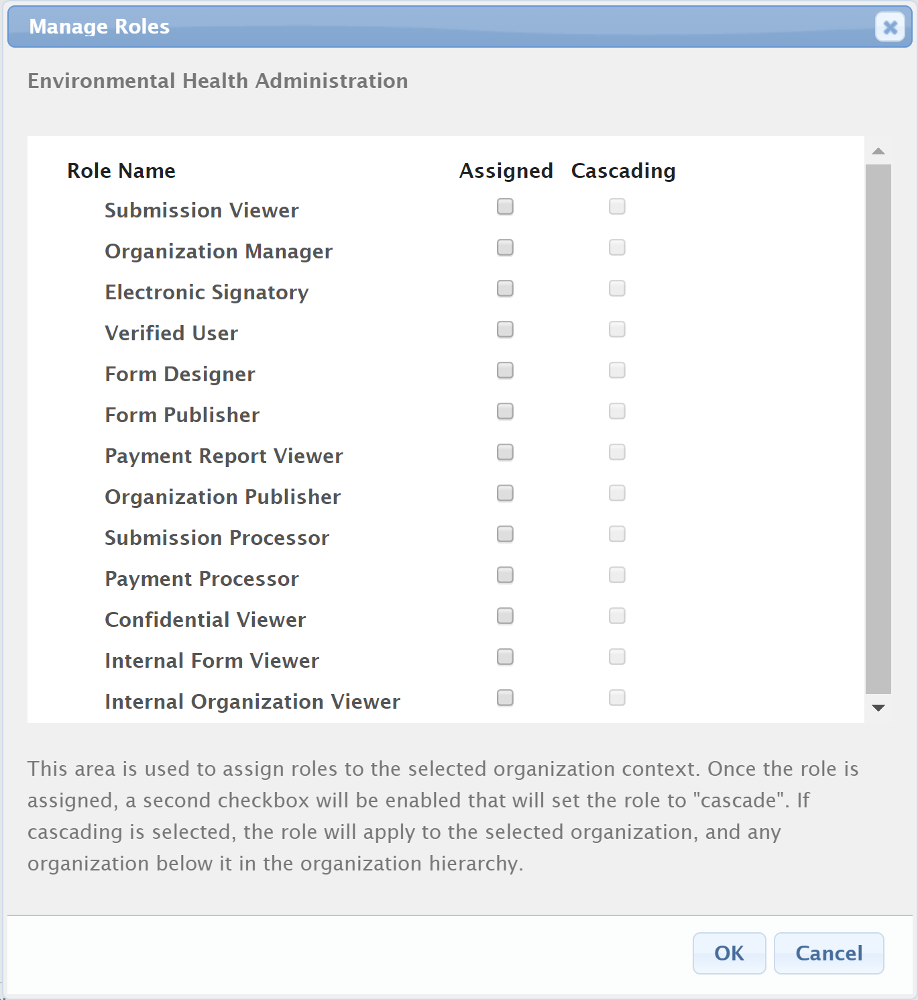 Manage Roles
Environmental Health Administration
Role Name Assigned Cascading
Submission Viewer
Organization Manager
Electronic Signatory
Verified User
Form Designer
Form Publisher
Payment Report Viewer
Organization Publisher
Submission Processor
Payment Processor
Confidential Viewer
Internal Form Viewer
Internal Organization Viewer
This area is used to assign roles to the selected organization context. Once the role is
assigned, a second checkbox will be enabled that will set the role to "cascade". If
cascading is selected, the role will apply to the selected organization, and any
organization below it in the organization hierarchy.
OK Cancel